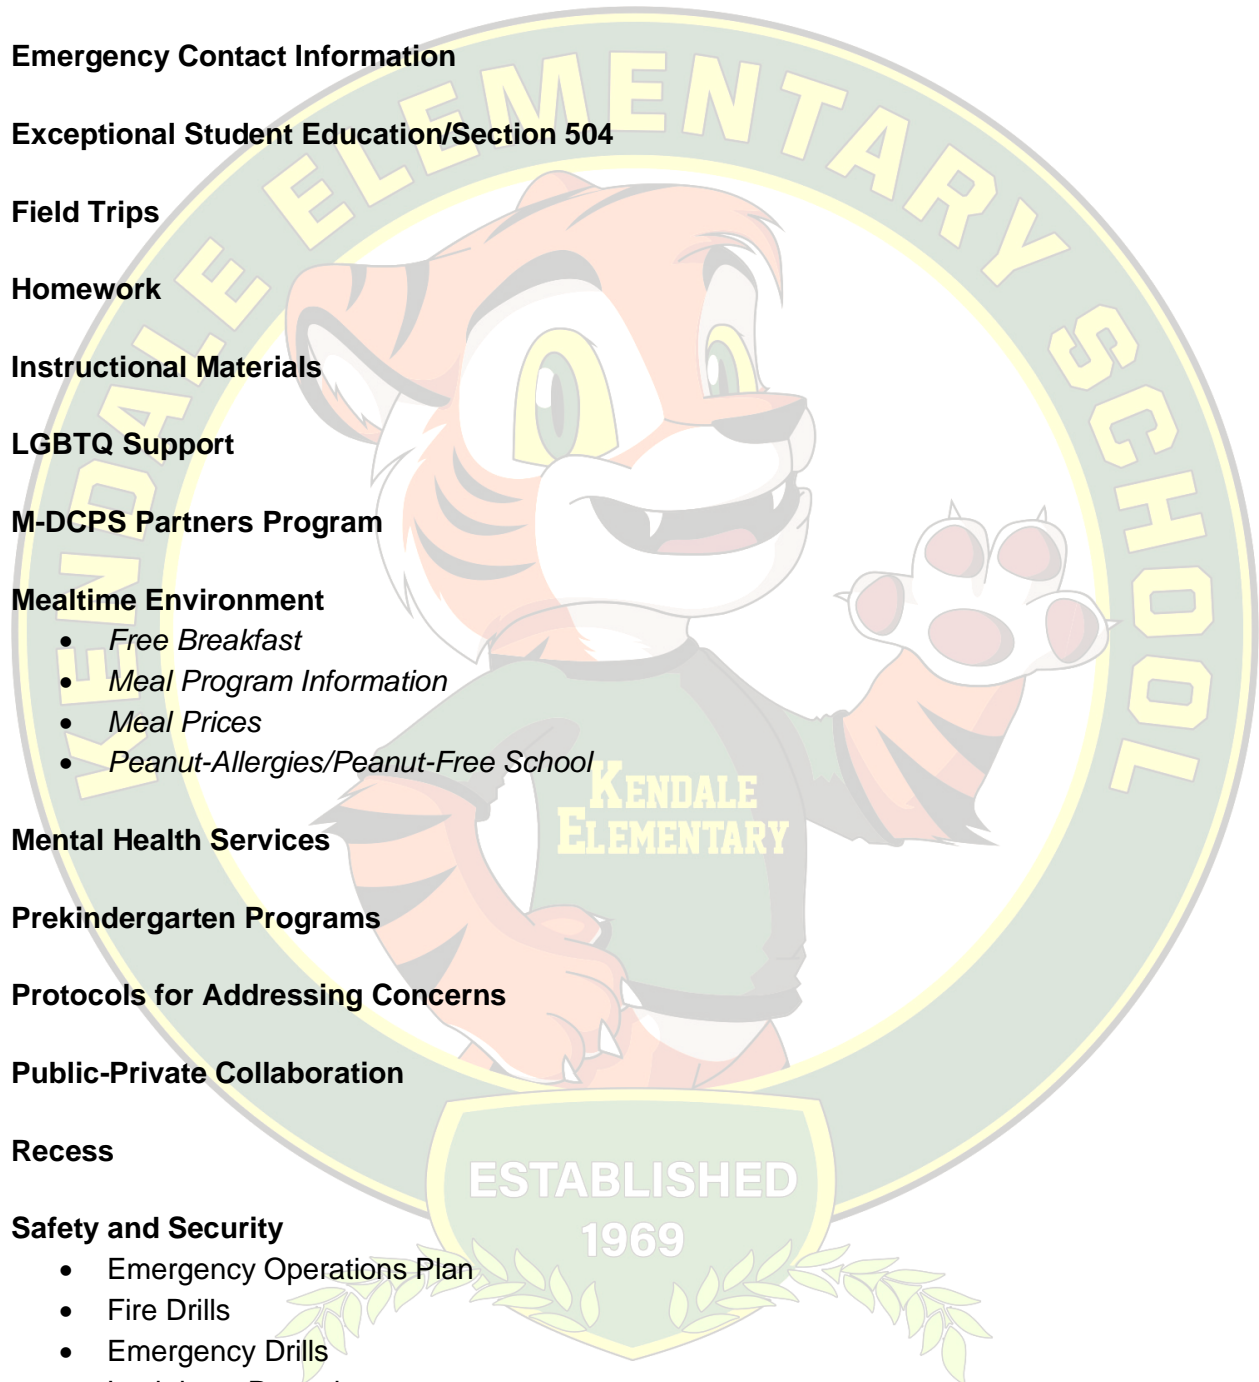 Emergency Contact Information
Exceptional Student Education/Section 504
Field Trips
Homework
Instructional Materials
LGBTQ Support
M-DCPS Partners Program
Mealtime Environment
• Free Breakfast
• Meal Program Information
• Meal Prices
• Peanut-Allergies/Peanut-Free School
Mental Health Services
Prekindergarten Programs
Protocols for Addressing Concerns
Public-Private Collaboration
Recess
Safety and Security
• Emergency Operations Plan
• Fire Drills
• Emergency Drills
KENDALE ELEMENTARY SCHOOL
KENDALE
ELEMENTARY
ESTABLISHED
1969